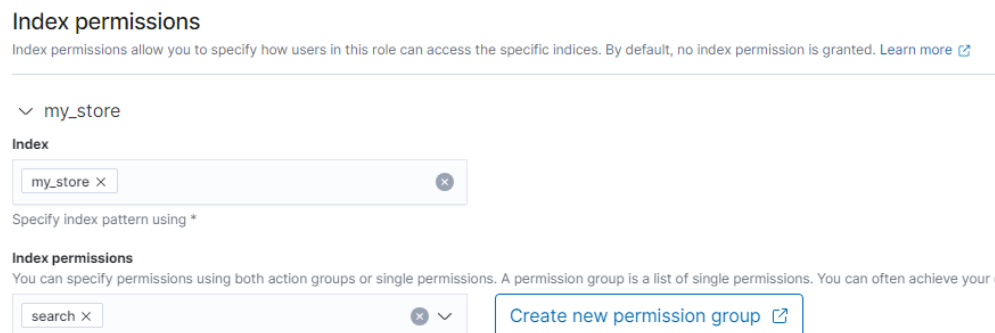 Index permissions
Index permissions allow you to specify how users in this role can access the specific indices. By default, no index permission is granted. Learn more
my_store
Index
my_store
Specify index pattern using *
Index permissions
You can specify permissions using both action groups or single permissions. A permission group is a list of single permissions. You can often achieve your
search
Create new permission group